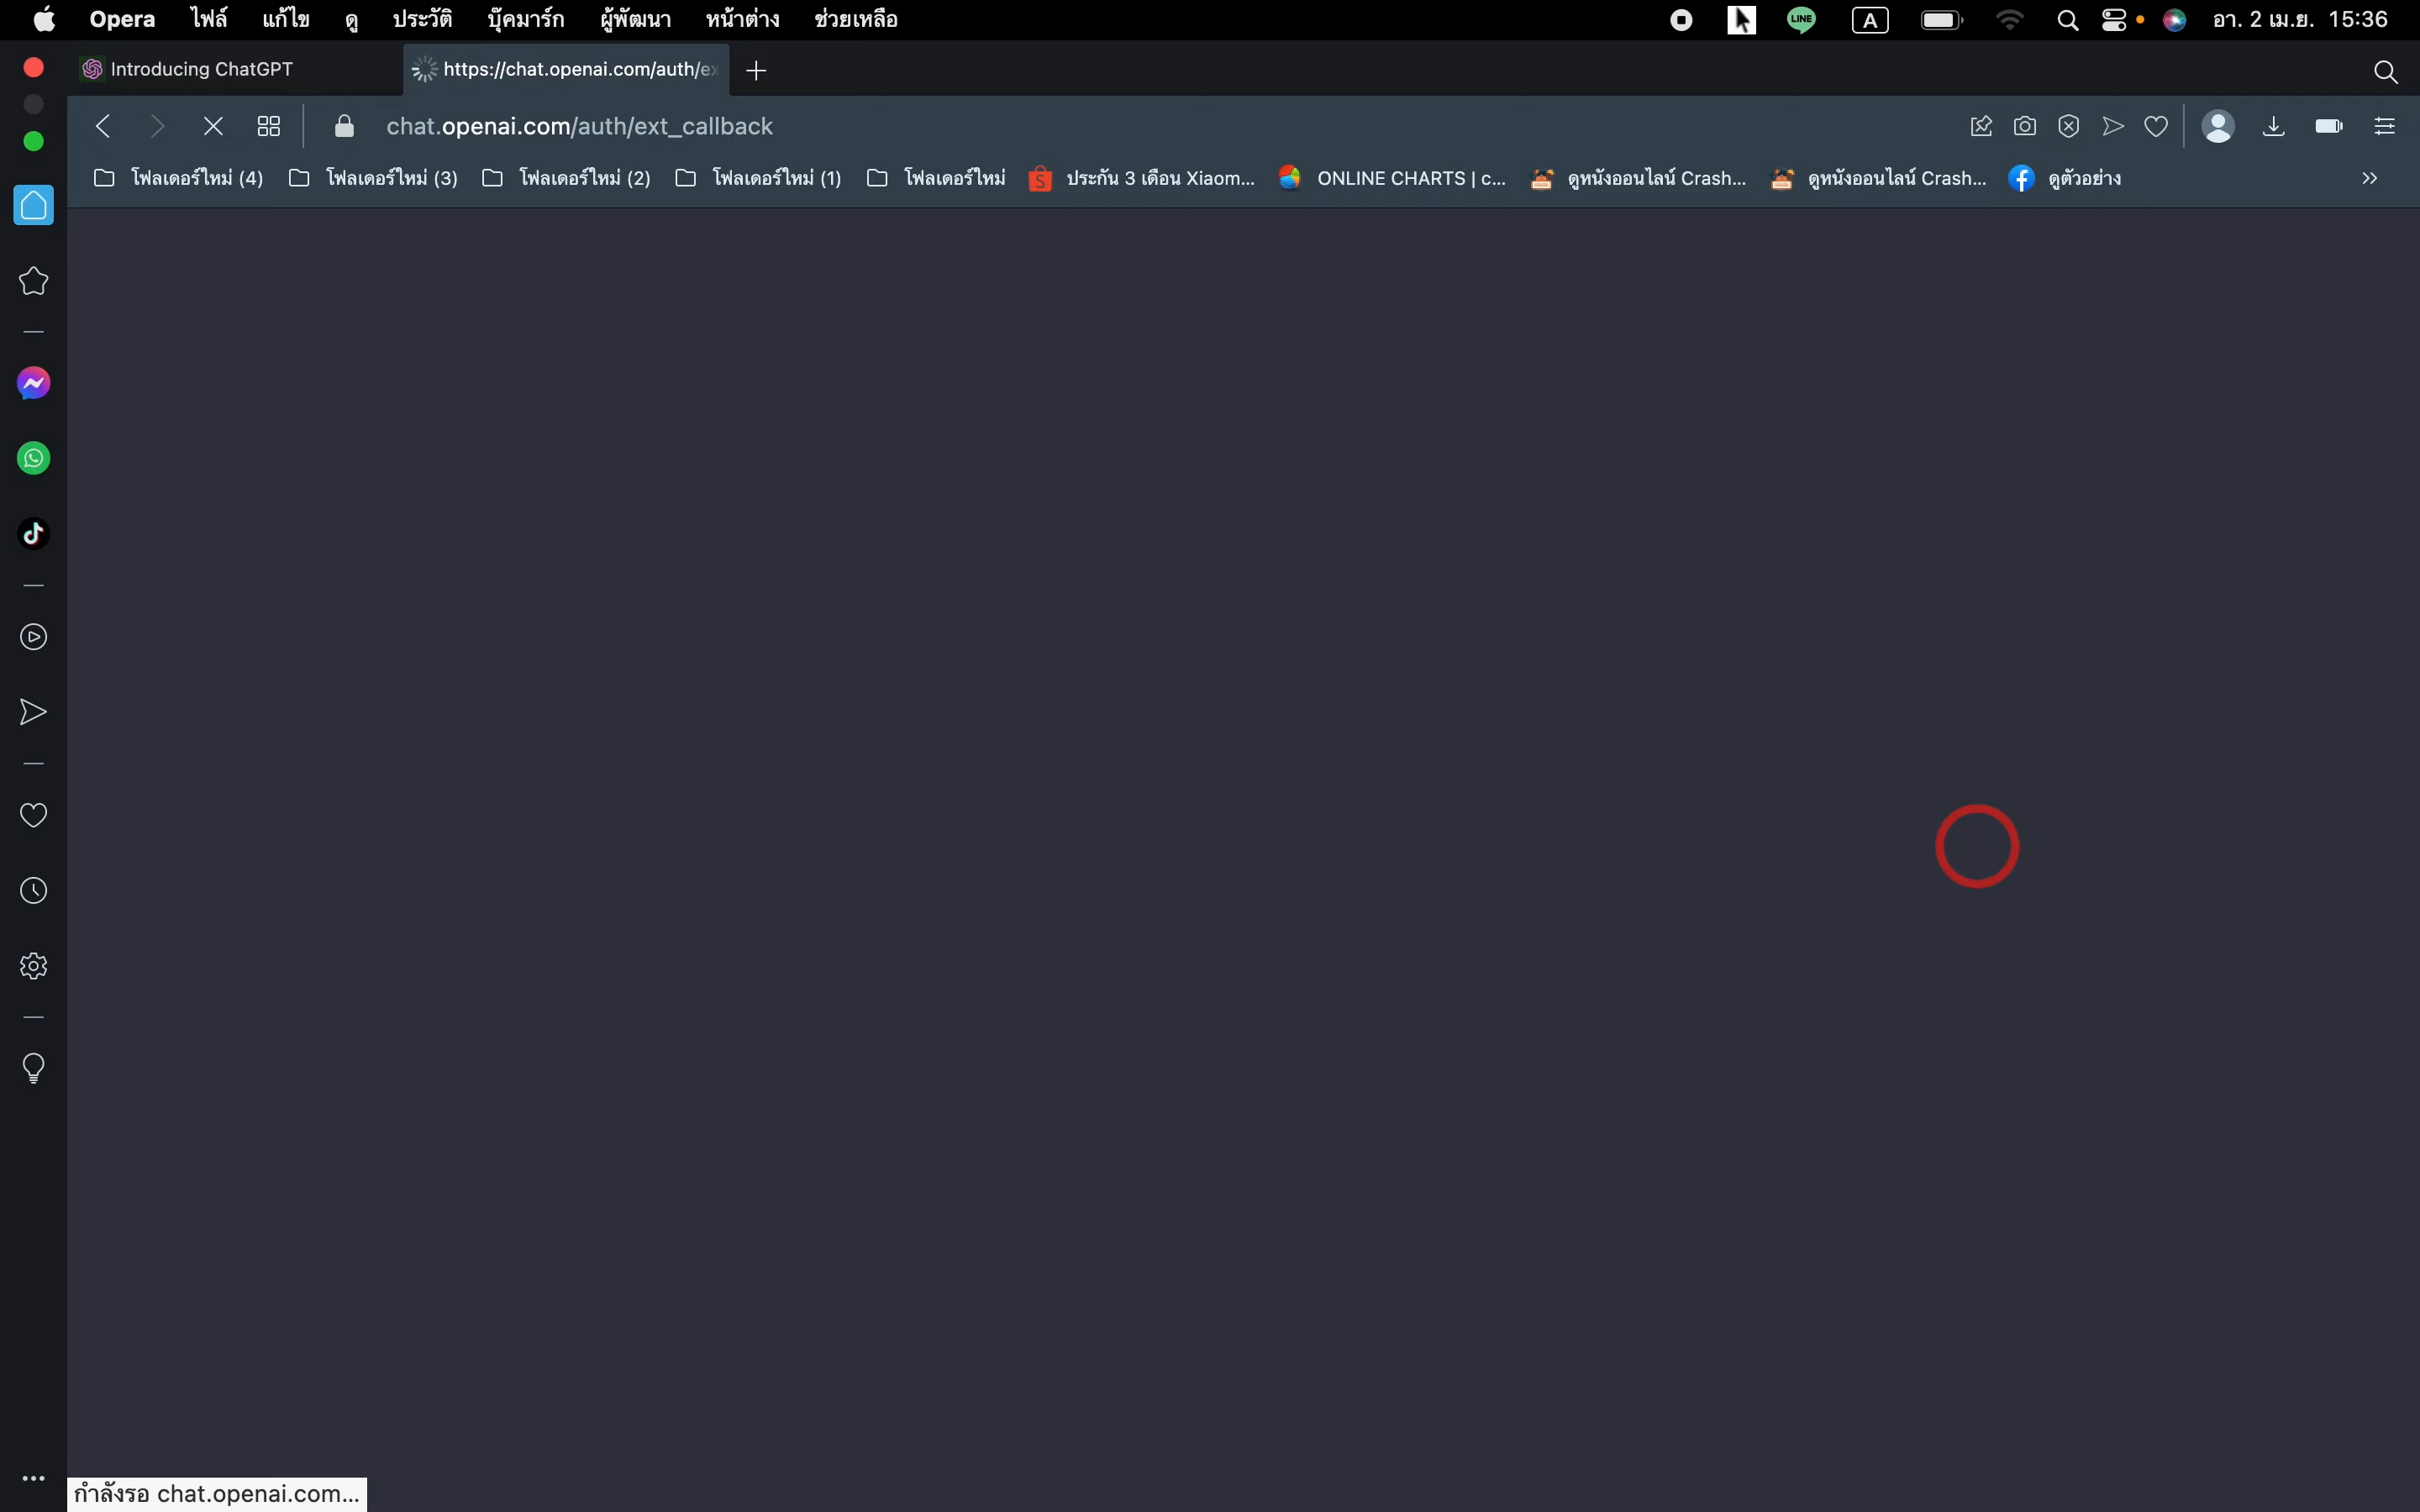 Opera ไฟล์ แก้ไข ดู ประวัติ บุ๊คมาร์ก ผู้พัฒนา หน้าต่าง ช่วยเหลือ LINE A อา. 2 เม.ย. 15:36
Introducing ChatGPT https://chat.openai.com/auth/ex
chat.openai.com/auth/ext_callback
โฟลเดอร์ใหม่ (4) โฟลเดอร์ใหม่ (3) โฟลเดอร์ใหม่ (2) โฟลเดอร์ใหม่ (1) โฟลเดอร์ใหม่ ประกัน 3 เดือน Xiaom... ONLINE CHARTS | c... ดูหนังออนไลน์ Crash... ดูหนังออนไลน์ Crash... ดูตัวอย่าง
กำลังรอ chat.openai.com...